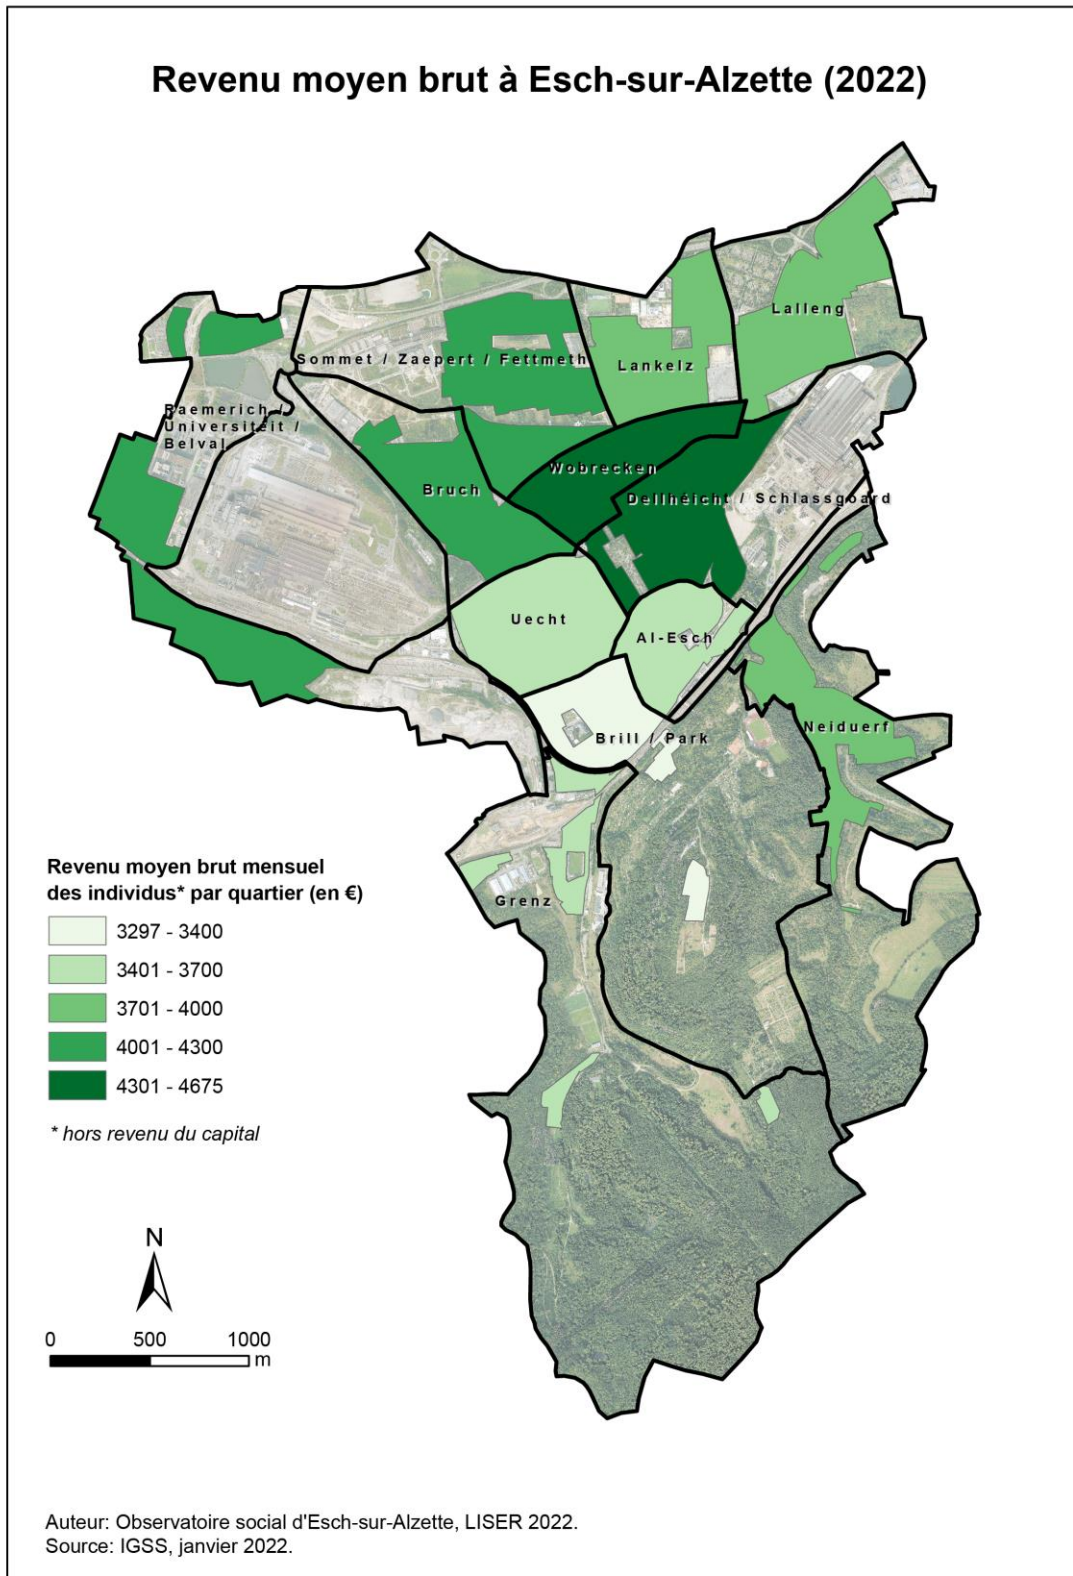 Revenu moyen brut à Esch-sur-Alzette (2022)
Lalleng
Sommet / Zaepert / Fettmeth
Lankelz
Raemerich /
Universiteit /
Belval
Wobrecken
Bruch
Dellhéicht / Schlassgoard
Uecht
Al-Esch
Neiduerf
Brill / Park
Grenz
Revenu moyen brut mensuel
des individus* par quartier (en €)
3297 - 3400
3401 - 3700
3701 - 4000
4001 - 4300
4301 - 4675
* hors revenu du capital
N
0 500 1000
m
Auteur: Observatoire social d'Esch-sur-Alzette, LISER 2022.
Source: IGSS, janvier 2022.